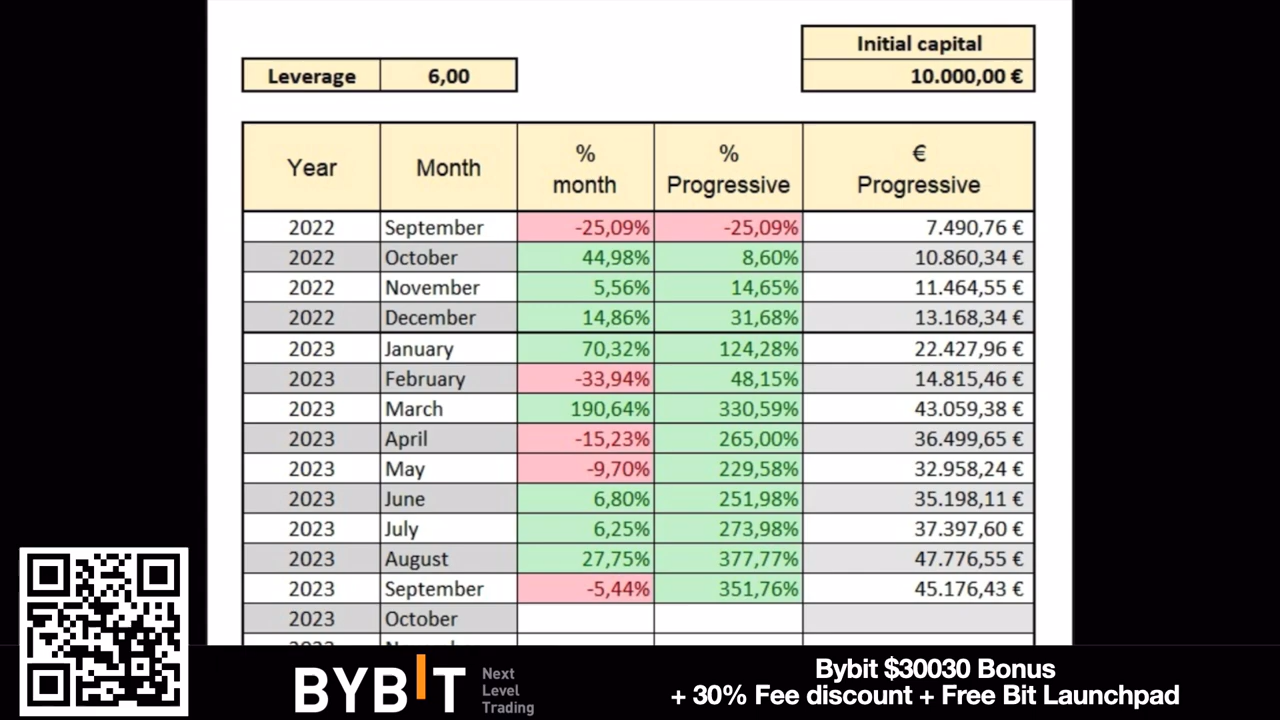 Initial capital
Leverage 6,00 10.000,00 €
Year Month % month % Progressive € Progressive
2022 September -25,09% -25,09% 7.490,76 €
2022 October 44,98% 8,60% 10.860,34 €
2022 November 5,56% 14,65% 11.464,55 €
2022 December 14,86% 31,68% 13.168,34 €
2023 January 70,32% 124,28% 22.427,96 €
2023 February -33,94% 48,15% 14.815,46 €
2023 March 190,64% 330,59% 43.059,38 €
2023 April -15,23% 265,00% 36.499,65 €
2023 May -9,70% 229,58% 32.958,24 €
2023 June 6,80% 251,98% 35.198,11 €
2023 July 6,25% 273,98% 37.397,60 €
2023 August 27,75% 377,77% 47.776,55 €
2023 September -5,44% 351,76% 45.176,43 €
2023 October
BYBIT
Next
Level
Trading
Bybit $30030 Bonus
+ 30% Fee discount + Free Bit Launchpad